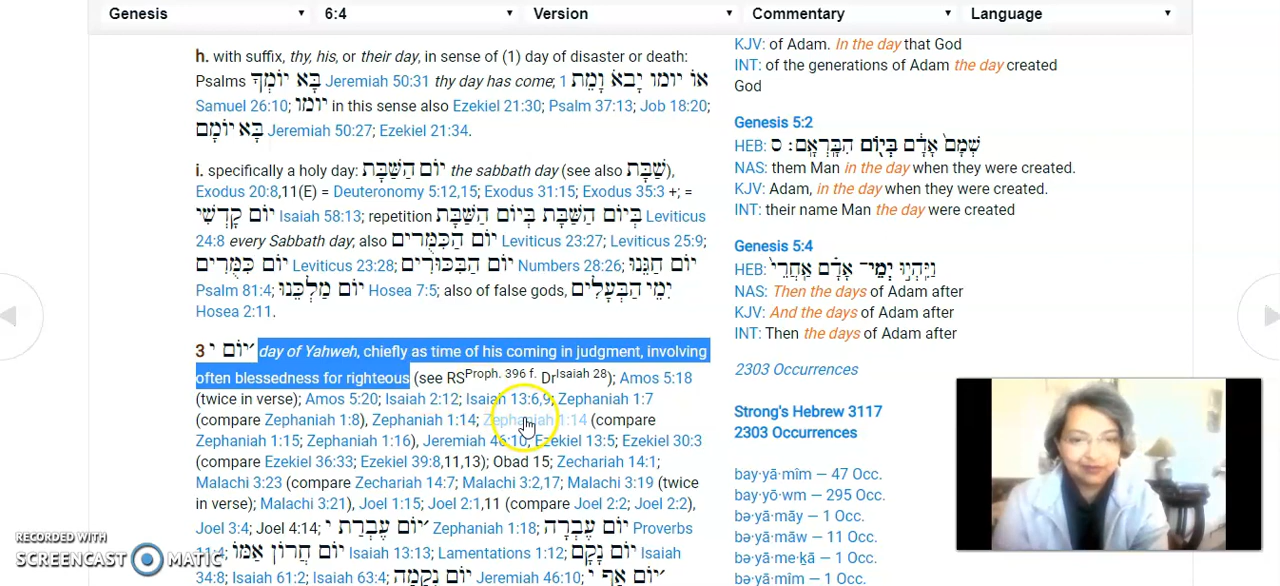 Genesis ▼ 6:4 ▼ Version ▼ Commentary ▼ Language ▼
h. with suffix, thy, his, or their day, in sense of (1) day of disaster or death:
Psalms בָּא יוֺמְךָ Jeremiah 50:31 thy day has come; 1 אוֺ יומו יָבאׁ וָמֵת
Samuel 26:10; יוֺמוֺ in this sense also Ezekiel 21:30; Psalm 37:13; Job 18:20;
בָּא יוֺמָם Jeremiah 50:27; Ezekiel 21:34.
i. specifically a holy day: יוֺם הַשַּׁבָּת the sabbath day (see also שַׁבָּת),
Exodus 20:8,11(E) = Deuteronomy 5:12,15; Exodus 31:15; Exodus 35:3 +; =
יוֺם קָדְשִׁי Isaiah 58:13; repetition בְּיוֺם הַשַּׁבָּת בְּיוֺם הַשַּׁבָּת Leviticus
24:8 every Sabbath day; also יוֺם הַכִּמֻּרִים Leviticus 23:27; Leviticus 25:9;
יוֺם כִּמֻּרִים Leviticus 23:28; יוֺם הַבִּכּוּרִים Numbers 28:26; יוֺם חַגֵּנוּ
Psalm 81:4; יוֺם מַלְכֵּנוּ Hosea 7:5; also of false gods, יְמֵי הַבְּעָלִים
Hosea 2:11.
3 יוֺם י׳ day of Yahweh, chiefly as time of his coming in judgment, involving
often blessedness for righteous (see RSProph. 396 f. DrIsaiah 28); Amos 5:18
(twice in verse); Amos 5:20; Isaiah 2:12; Isaiah 13:6,9; Zephaniah 1:7
(compare Zephaniah 1:8), Zephaniah 1:14; Zephaniah 1:14 (compare
Zephaniah 1:15; Zephaniah 1:16), Jeremiah 46:10; Ezekiel 13:5; Ezekiel 30:3
(compare Ezekiel 36:33; Ezekiel 39:8,11,13); Obad 15; Zechariah 14:1;
Malachi 3:23 (compare Zechariah 14:7; Malachi 3:2,17; Malachi 3:19 (twice
in verse); Malachi 3:21), Joel 1:15; Joel 2:1,11 (compare Joel 2:2; Joel 2:2),
Joel 3:4; Joel 4:14; יוֺם עֶבְרַת י׳ Zephaniah 1:18; יוֺם עֶבְרָה Proverbs
11:4; יוֺם חֲרוֺן אַמּוֺ Isaiah 13:13; Lamentations 1:12; יוֺם נָקָם Isaiah
34:8; Isaiah 61:2; Isaiah 63:4; יוֺם נְקָמָה Jeremiah 46:10; יוֺם אַף י׳
KJV: of Adam. In the day that God
INT: of the generations of Adam the day created
God
Genesis 5:2
HEB: שְׁמָם֙ אָדָ֔ם בְּי֖וֹם הִבָּֽרְאָֽם׃ ס
NAS: them Man in the day when they were created.
KJV: Adam, in the day when they were created.
INT: their name Man the day were created
Genesis 5:4
HEB: וַיִּֽהְי֣וּ יְמֵי־ אָדָ֗ם אַֽחֲרֵי֙
NAS: Then the days of Adam after
KJV: And the days of Adam after
INT: Then the days of Adam after
2303 Occurrences
Strong's Hebrew 3117
2303 Occurrences
bay·yā·mîm — 47 Occ.
bay·yō·wm — 295 Occ.
bə·yā·māy — 1 Occ.
bə·yā·māw — 11 Occ.
bə·yā·me·ḵā — 1 Occ.
bə·yā·mîm — 1 Occ.
RECORDED WITH
SCREENCAST MATIC